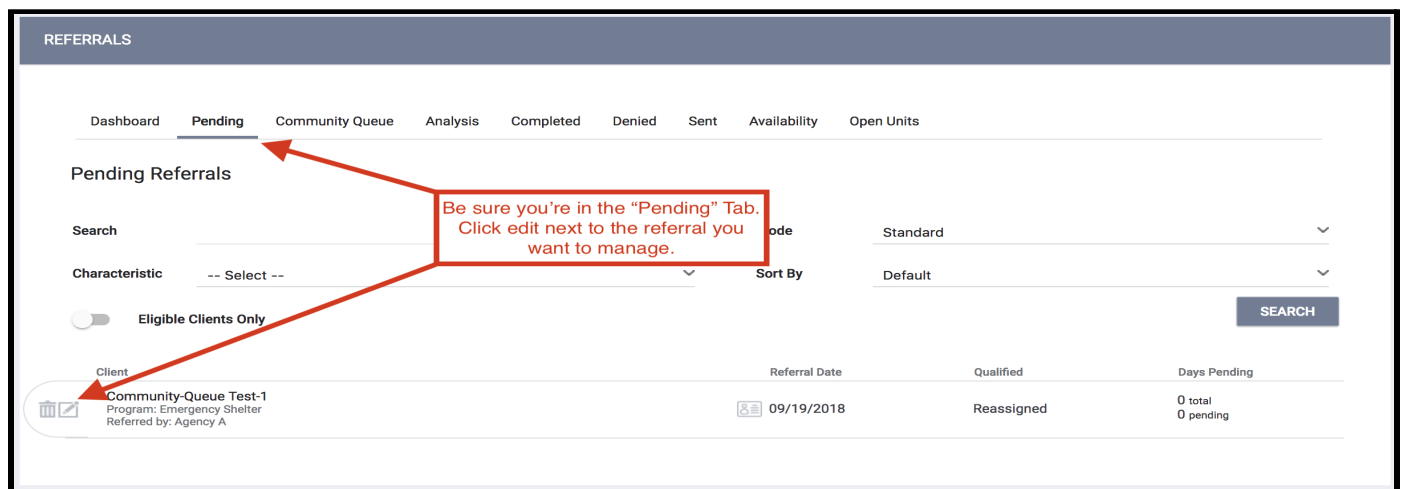 REFERRALS
Dashboard Pending Community Queue Analysis Completed Denied Sent Availability Open Units
Pending Referrals
Be sure you’re in the “Pending” Tab.
Click edit next to the referral you
want to manage.
Search ode Standard
Characteristic -- Select -- Sort By Default
Eligible Clients Only SEARCH
Client Referral Date Qualified Days Pending
Community-Queue Test-1
Program: Emergency Shelter
Referred by: Agency A
09/19/2018 Reassigned
0 total
0 pending